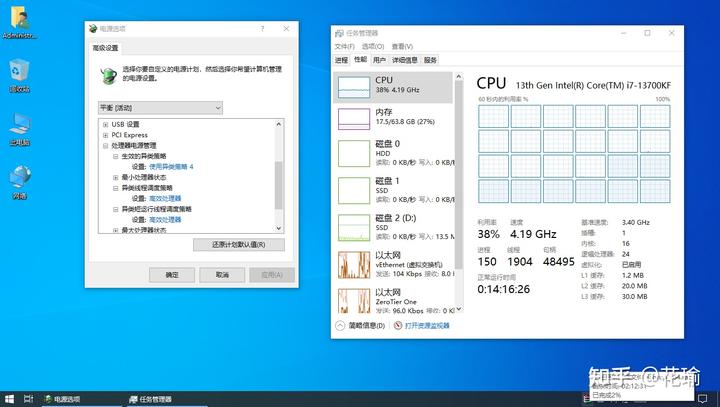 Administr...
回收站
此电脑
网络
电源选项
高级设置
选择你要自定义的电源计划，然后选择你希望计算机管理
的电源设置。
平衡 [活动]
USB 设置
PCI Express
处理器电源管理
生效的异类策略
设置: 使用异类策略 4
最小处理器状态
异类线程调度策略
设置: 高效处理器
异类短运行线程调度策略
设置: 高效处理器
最大处理器状态
还原计划默认值(R)
确定
取消
应用(A)
任务管理器
文件(F) 选项(O) 查看(V)
进程 性能 用户 详细信息 服务
CPU
38% 4.19 GHz
内存
17.5/63.8 GB (27%)
磁盘 0
HDD
读取: 0 KB/秒 写入: 0 KB/
磁盘 1
SSD
读取: 0 KB/秒 写入: 0 KB/
磁盘 2 (D:)
SSD
读取: 0 KB/秒 写入: 13.5
以太网
vEthernet (虚拟交换机)
发送: 104 Kbps 接收: 8.0
以太网
ZeroTier One
发送: 96.0 Kbps 接收: 0
CPU 13th Gen Intel(R) Core(TM) i7-13700KF
60 秒内的利用率 % 100%
利用率 速度
38% 4.19 GHz
进程 线程 句柄
150 1904 48495
正常运行时间
0:14:16:26
基准速度: 3.40 GHz
插槽: 1
内核: 16
逻辑处理器: 24
虚拟化: 已启用
L1 缓存: 1.2 MB
L2 缓存: 20.0 MB
L3 缓存: 30.0 MB
简略信息(D) 打开资源监视器
知乎 @花瑜
02:12:31
已完成2%
电源选项
任务管理器